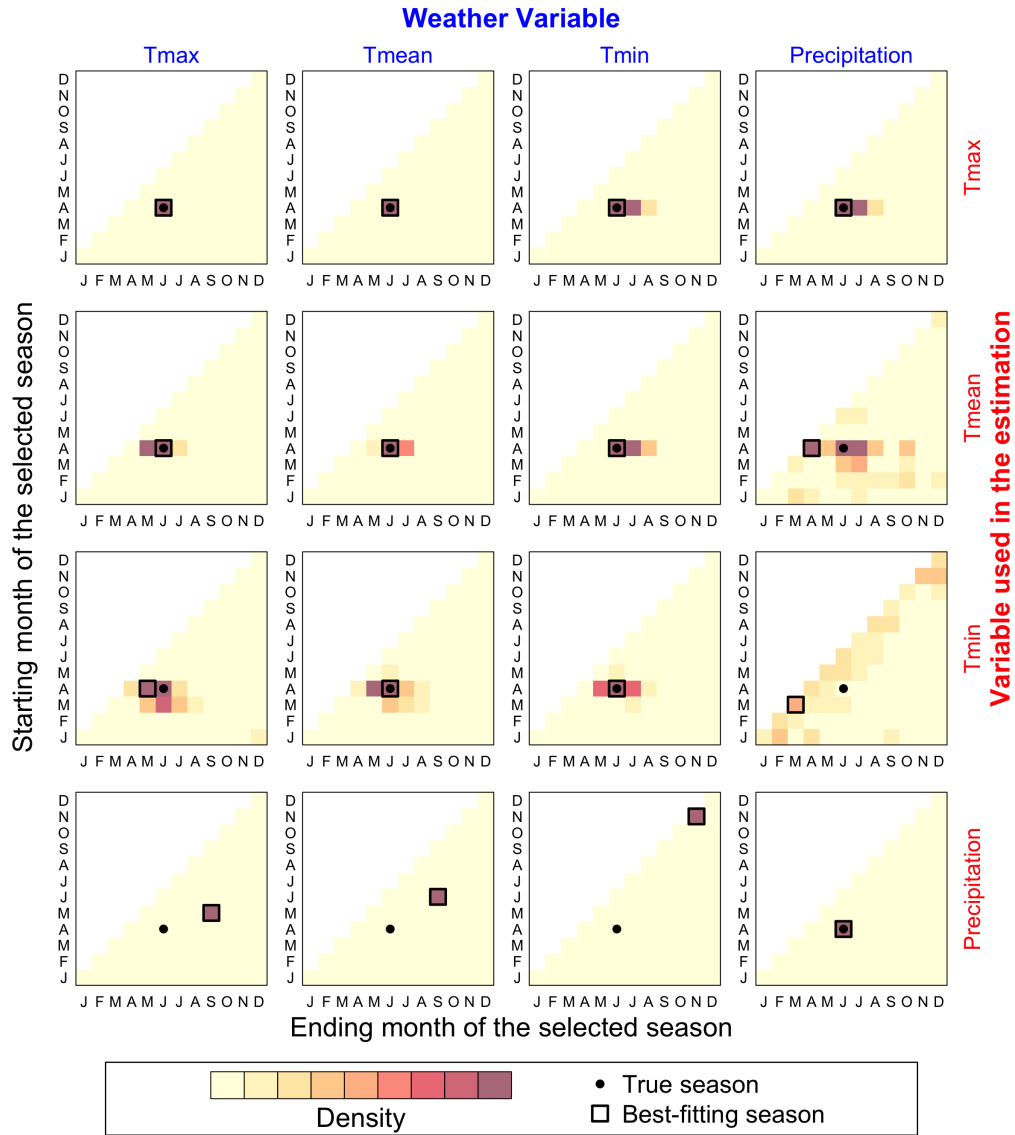 Weather Variable
Tmax Tmean Tmin Precipitation
D D D D
N N N N
O O O O
S S S S
A A A A
J J J J
J J J J
M M M M
A A A A
M M M M
F F F F
J J J J
Tmax
J F M A M J J A S O N D J F M A M J J A S O N D J F M A M J J A S O N D J F M A M J J A S O N D
D D D D
N N N N
O O O O
S S S S
A A A A
J J J J
J J J J
M M M M
A A A A
M M M M
F F F F
J J J J
Tmean
J F M A M J J A S O N D J F M A M J J A S O N D J F M A M J J A S O N D J F M A M J J A S O N D
D D D D
N N N N
O O O O
S S S S
A A A A
J J J J
J J J J
M M M M
A A A A
M M M M
F F F F
J J J J
Tmin
J F M A M J J A S O N D J F M A M J J A S O N D J F M A M J J A S O N D J F M A M J J A S O N D
D D D D
N N N N
O O O O
S S S S
A A A A
J J J J
J J J J
M M M M
A A A A
M M M M
F F F F
J J J J
Precipitation
J F M A M J J A S O N D J F M A M J J A S O N D J F M A M J J A S O N D J F M A M J J A S O N D
Starting month of the selected season
Variable used in the estimation
Ending month of the selected season
Density
True season
Best-fitting season